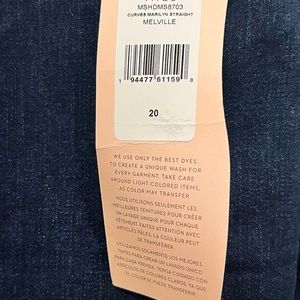 MSHDMS8703
CURVES MARILYN STRAIGHT
MELVILLE
1 94477 61159 0
20
WE USE ONLY THE BEST DYES
TO CREATE A UNIQUE WASH FOR
EVERY GARMENT. TAKE CARE
AROUND LIGHT-COLORED ITEMS,
AS COLOR MAY TRANSFER.
NOUS UTILISONS SEULEMENT LES
MEILLEURES TEINTURES POUR CRÉER
UN LAVAGE UNIQUE POUR CHAQUE
VÊTEMENT. FAITES ATTENTION AVEC
ARTICLES PÂLES, LA COULEUR PEUT
SE TRANSFÉRER.
UTILIZAMOS SOLAMENTE LOS MEJORES
TINTES PARA CREAR UN LAVADO ÚNICO
PARA CADA PRENDA. TENGA CUIDADO CON
ARTÍCULOS DE COLORES CLAROS, YA QUE
EL COLOR SE PUEDE TRANSFERIR.